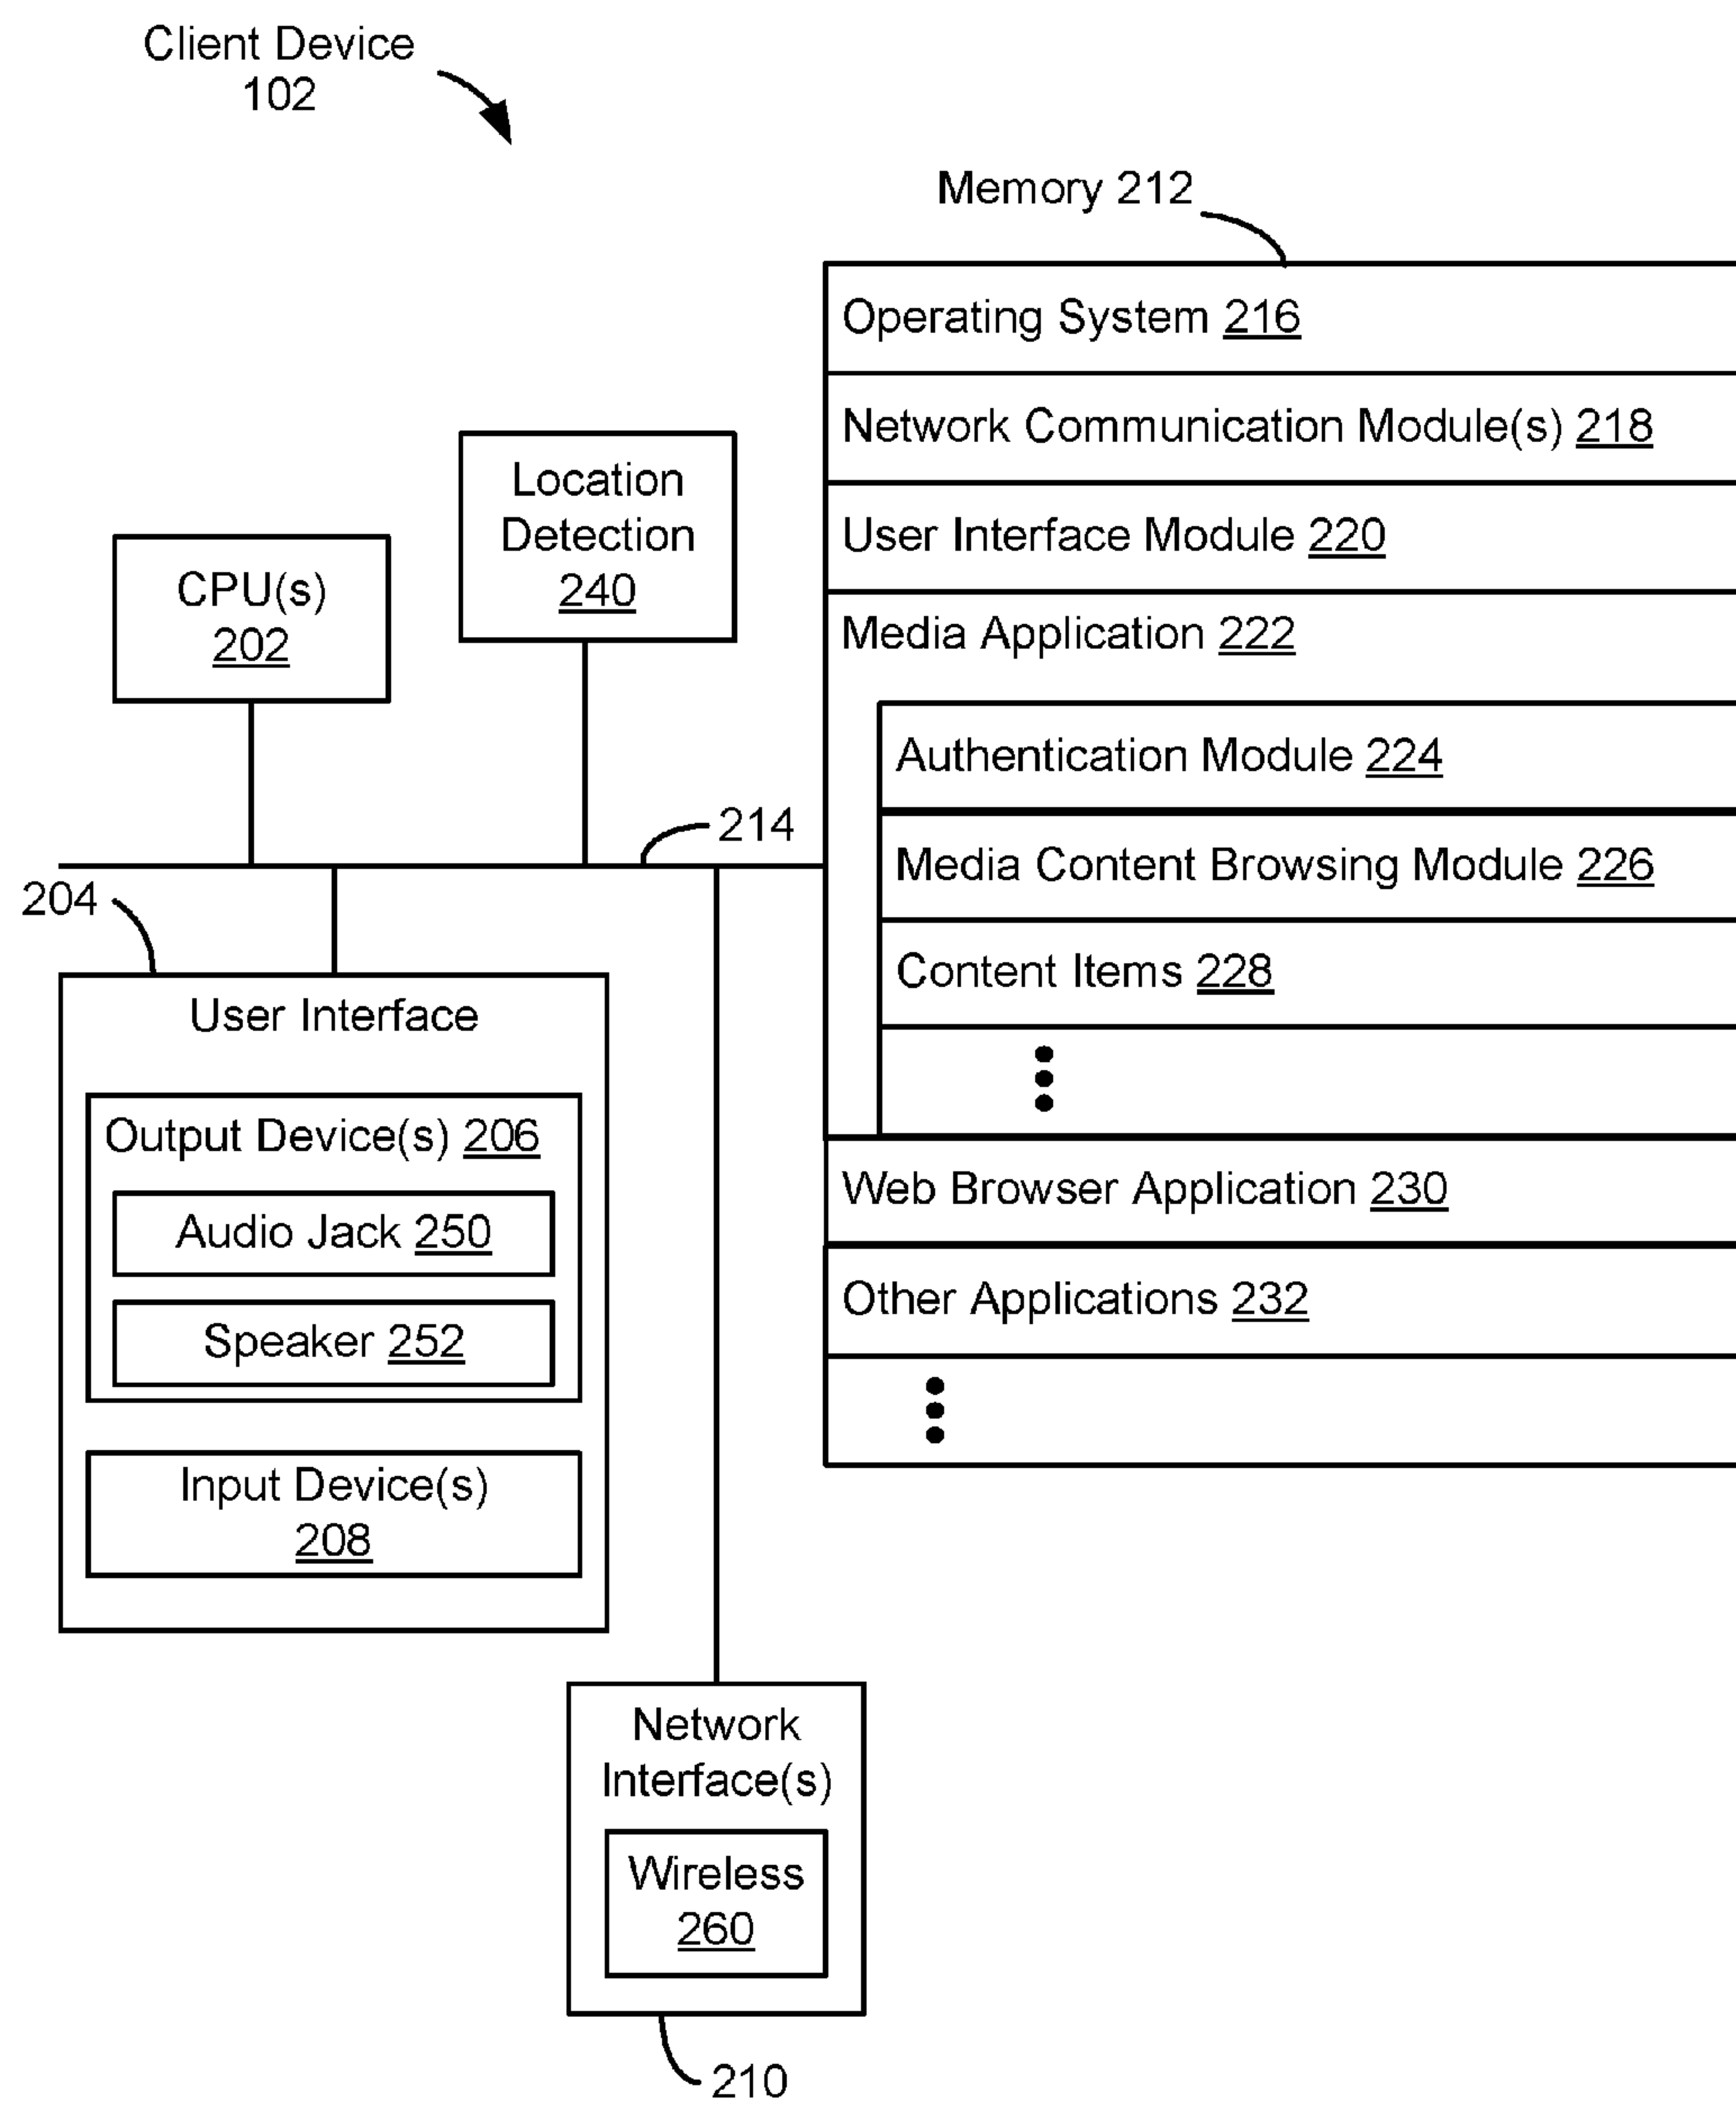 Client Device
102
Memory 212
Operating System 216
Network Communication Module(s) 218
User Interface Module 220
Media Application 222
Authentication Module 224
Media Content Browsing Module 226
Content Items 228
Web Browser Application 230
Other Applications 232
Location
Detection
240
CPU(s)
202
214
204
User Interface
Output Device(s) 206
Audio Jack 250
Speaker 252
Input Device(s)
208
Network
Interface(s)
Wireless
260
210